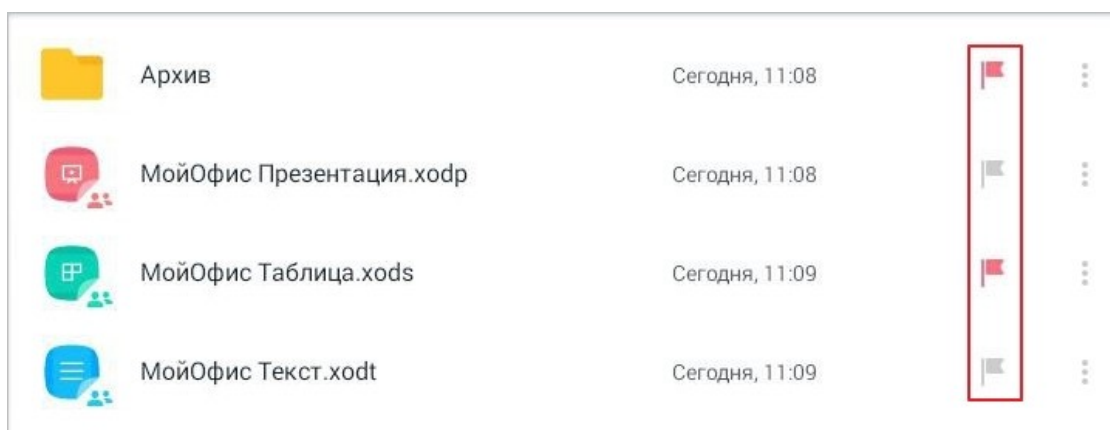 Архив Сегодня, 11:08
МойОфис Презентация.xodp Сегодня, 11:08
МойОфис Таблица.xods Сегодня, 11:09
МойОфис Текст.xodt Сегодня, 11:09